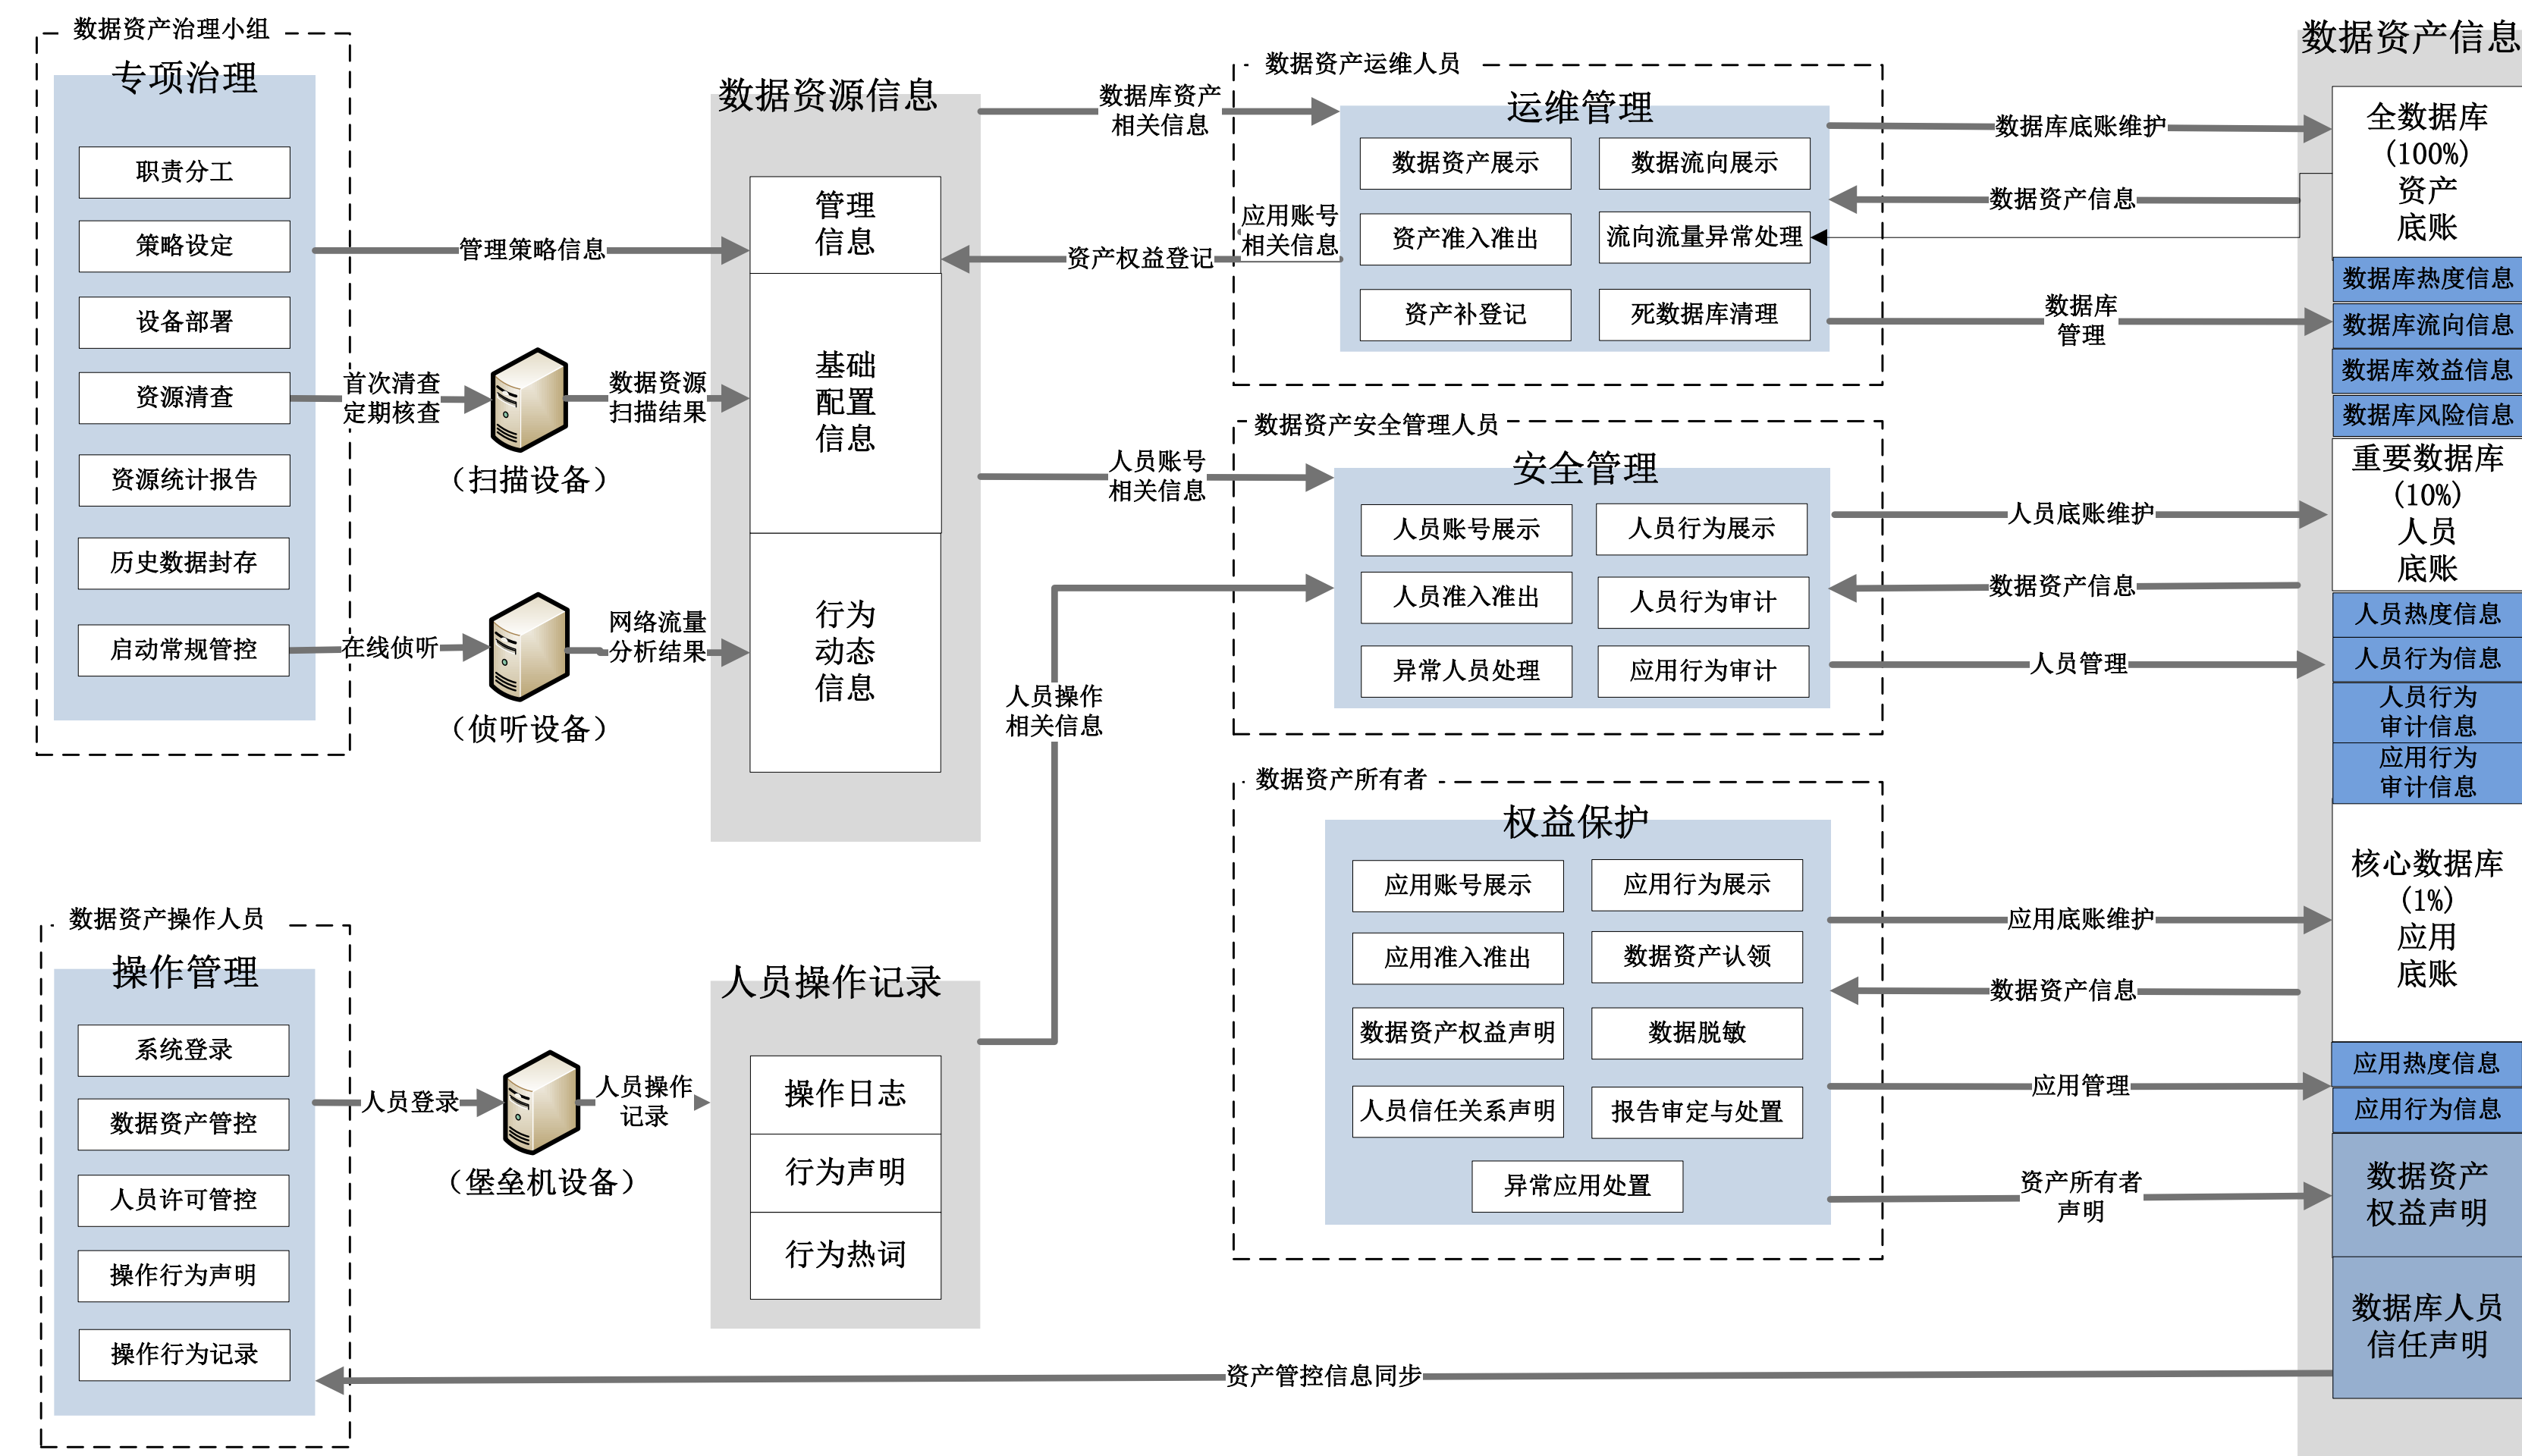 数据资产治理小组
专项治理
职责分工
策略设定
设备部署
资源清查
资源统计报告
历史数据封存
启动常规管控
管理策略信息
首次清查
定期核查
在线侦听
(扫描设备)
(侦听设备)
数据资源
扫描结果
网络流量
分析结果
数据资源信息
管理
信息
基础
配置
信息
行为
动态
信息
数据资产操作人员
操作管理
系统登录
数据资产管控
人员许可管控
操作行为声明
操作行为记录
人员登录
(堡垒机设备)
人员操作
记录
人员操作记录
操作日志
行为声明
行为热词
数据库资产
相关信息
资产权益登记
应用账号
相关信息
人员账号
相关信息
人员操作
相关信息
数据资产运维人员
运维管理
数据资产展示
数据流向展示
资产准入准出
流向流量异常处理
资产补登记
死数据库清理
数据资产安全管理人员
安全管理
人员账号展示
人员行为展示
人员准入准出
人员行为审计
异常人员处理
应用行为审计
数据资产所有者
权益保护
应用账号展示
应用行为展示
应用准入准出
数据资产认领
数据资产权益声明
数据脱敏
人员信任关系声明
报告审定与处置
异常应用处置
数据库底账维护
数据资产信息
数据库
管理
人员底账维护
数据资产信息
人员管理
应用底账维护
数据资产信息
应用管理
资产所有者
声明
资产管控信息同步
数据资产信息
全数据库
(100%)
资产
底账
数据库热度信息
数据库流向信息
数据库效益信息
数据库风险信息
重要数据库
(10%)
人员
底账
人员热度信息
人员行为信息
人员行为
审计信息
应用行为
审计信息
核心数据库
(1%)
应用
底账
应用热度信息
应用行为信息
数据资产
权益声明
数据库人员
信任声明